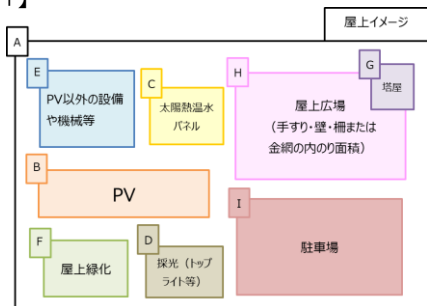 屋上イメージ
A
E
PV以外の設備
や機械等
C
太陽熱温水
パネル
H
屋上広場
（手すり・壁・柵または
金網の内のり面積）
G
塔屋
B
PV
I
駐車場
F
屋上緑化
D
採光（トップ
ライト等）